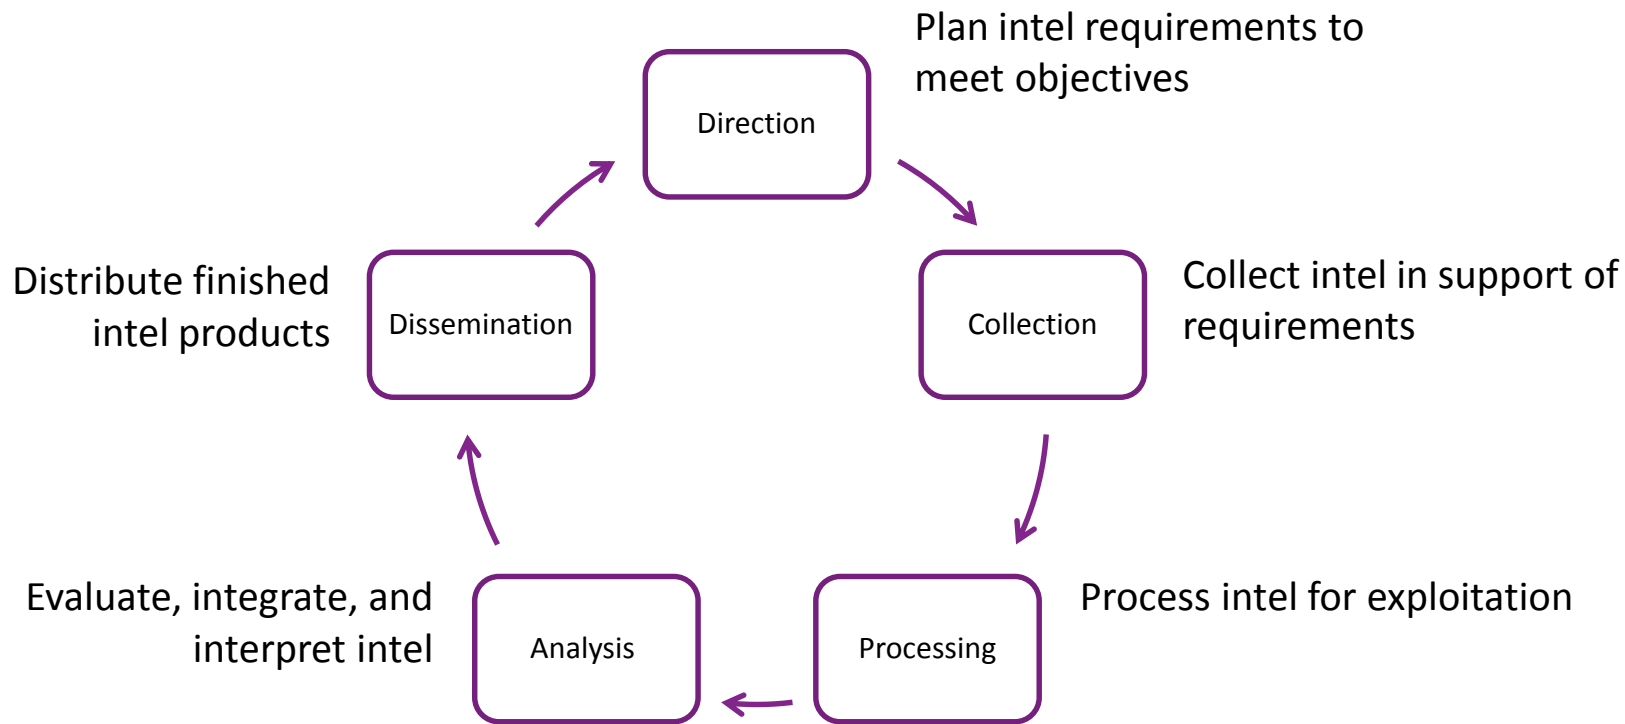 Direction
Plan intel requirements to
meet objectives
Collection
Collect intel in support of
requirements
Processing
Process intel for exploitation
Analysis
Evaluate, integrate, and
interpret intel
Dissemination
Distribute finished
intel products